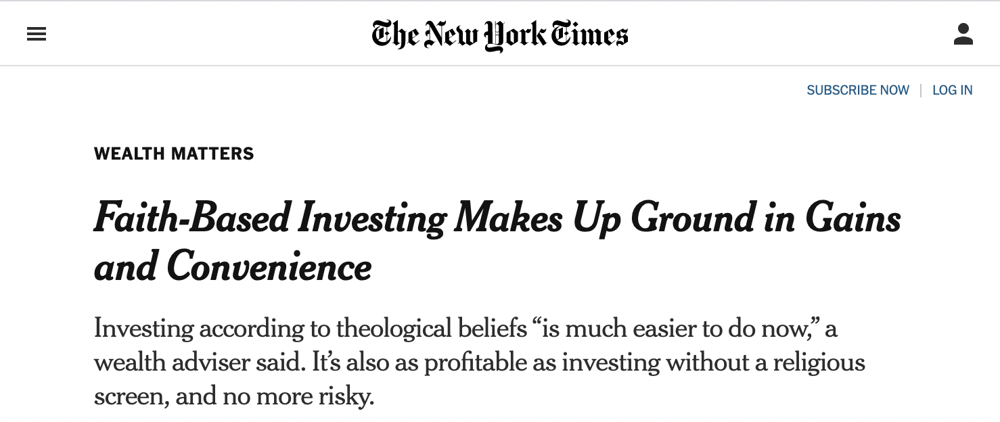 The New York Times
SUBSCRIBE NOW | LOG IN
WEALTH MATTERS
Faith-Based Investing Makes Up Ground in Gains
and Convenience
Investing according to theological beliefs “is much easier to do now,” a
wealth adviser said. It’s also as profitable as investing without a religious
screen, and no more risky.